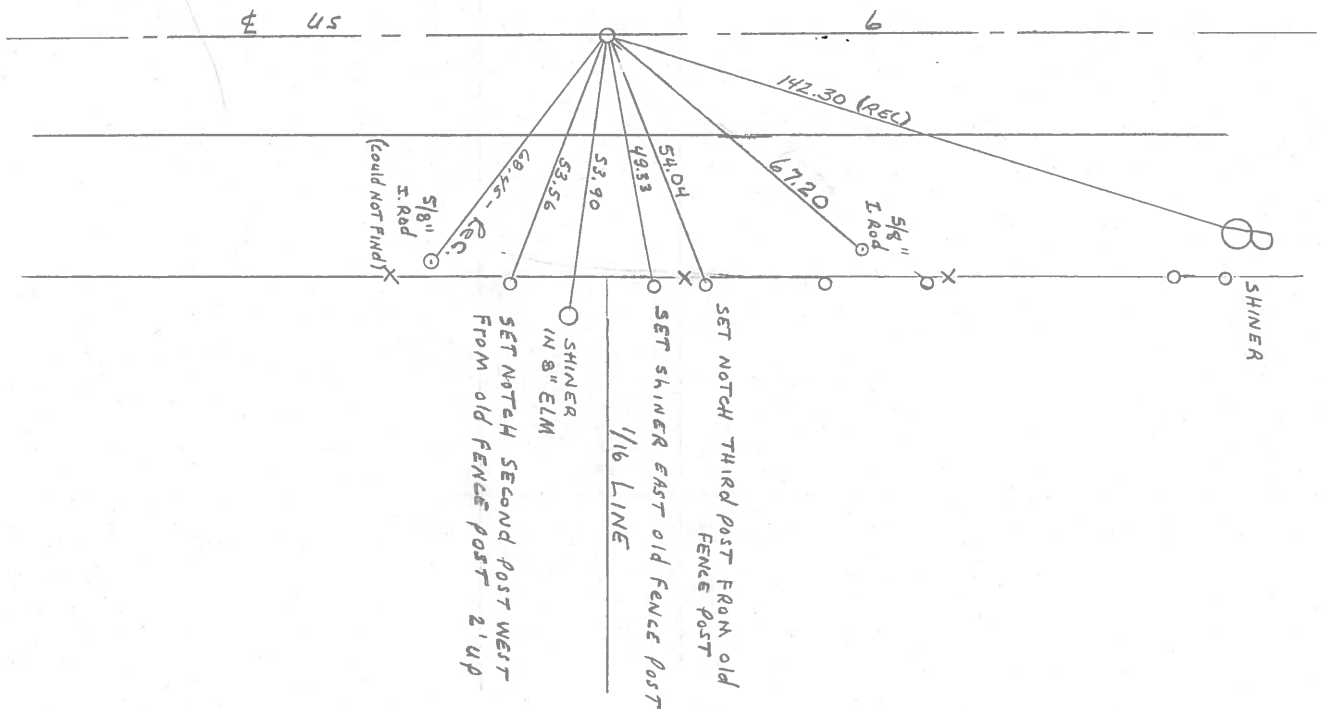 ℄ US 6
142.30 (REC)
68.45 - REC.
53.56
53.90
49.33
54.04
67.20
(COULD NOT FIND)
5/8"
I. Rod
5/8"
I. Rod
SHINER
SHINER
IN 8" ELM
1/16 LINE
SET NOTCH SECOND POST WEST
FROM old FENCE POST 2' up
SET SHINER EAST old FENCE POST
SET NOTCH THIRD POST FROM old
FENCE POST